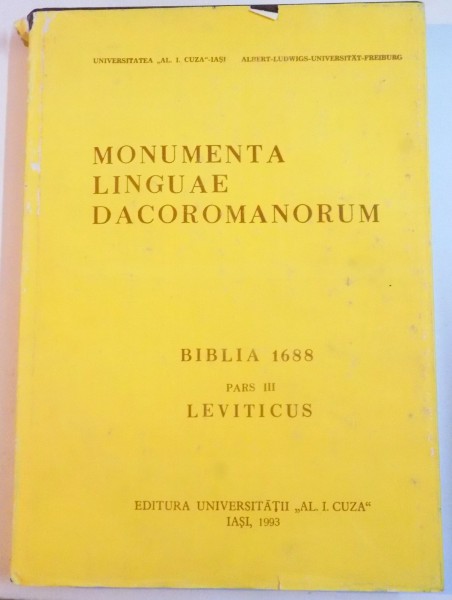 UNIVERSITATEA „AL. I. CUZA“-IAȘI ALBERT-LUDWIGS-UNIVERSITÄT-FREIBURG
MONUMENTA
LINGUAE
DACOROMANORUM
BIBLIA 1688
PARS III
LEVITICUS
EDITURA UNIVERSITĂȚII „AL. I. CUZA“
IAȘI, 1993